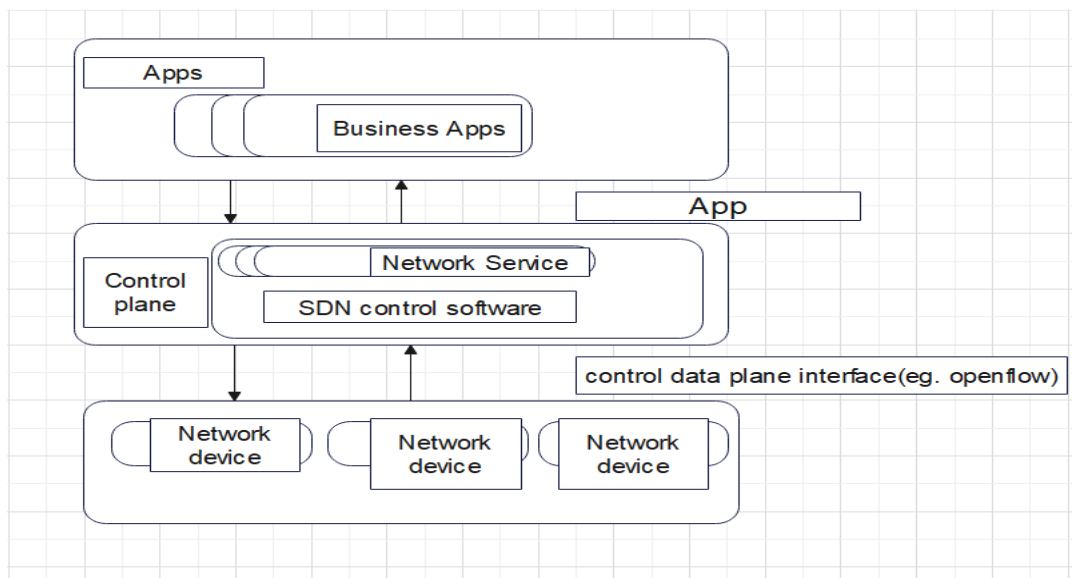 Apps
Business Apps
App
Control
plane
Network Service
SDN control software
control data plane interface(eg. openflow)
Network
device
Network
device
Network
device